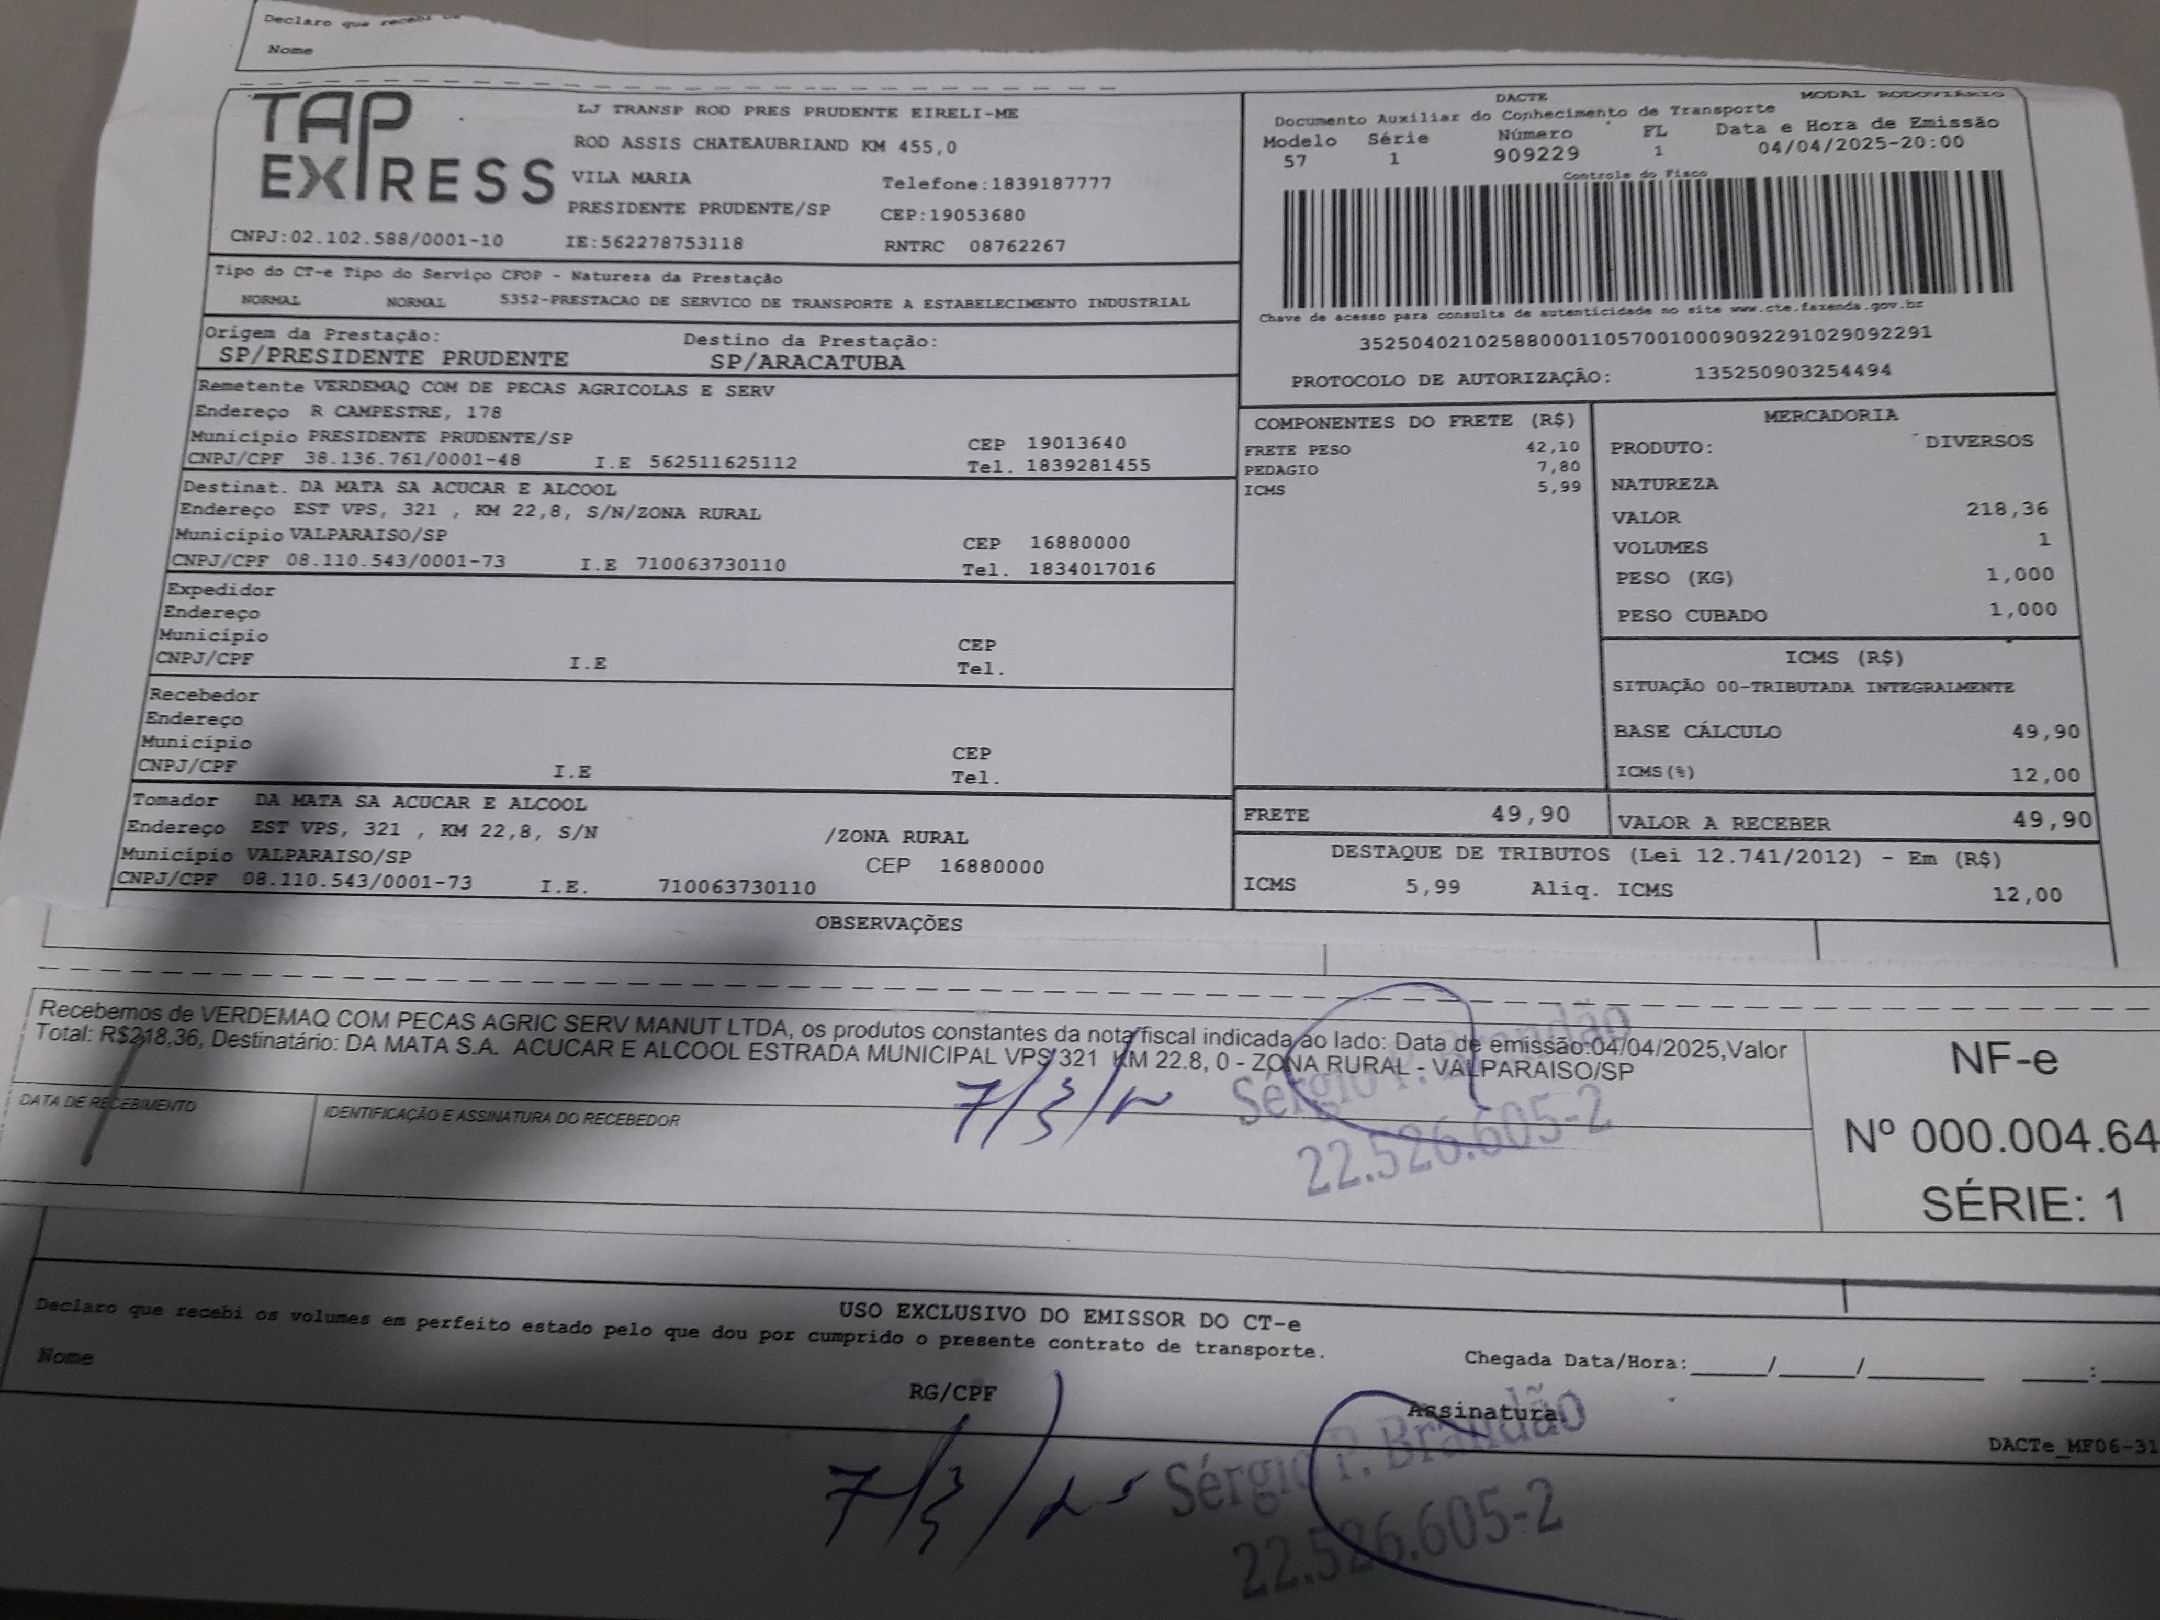 Declaro que recebi os
Nome
TAP EXPRESS
LJ TRANSP ROD PRES PRUDENTE EIRELI-ME
ROD ASSIS CHATEAUBRIAND KM 455,0
VILA MARIA Telefone:1839187777
PRESIDENTE PRUDENTE/SP CEP:19053680
CNPJ:02.102.588/0001-10 IE:562278753118 RNTRC 08762267
DACTE MODAL RODOVIÁRIO
Documento Auxiliar do Conhecimento de Transporte
Modelo Série Número FL Data e Hora de Emissão
57 1 909229 1 04/04/2025-20:00
Controle do Fisco
Chave de acesso para consulta de autenticidade no site www.cte.fazenda.gov.br
35250402102588000110570010009092291029092291
PROTOCOLO DE AUTORIZAÇÃO: 135250903254494
Tipo do CT-e Tipo do Serviço CFOP - Natureza da Prestação
NORMAL NORMAL 5352-PRESTACAO DE SERVICO DE TRANSPORTE A ESTABELECIMENTO INDUSTRIAL
Origem da Prestação: Destino da Prestação:
SP/PRESIDENTE PRUDENTE SP/ARACATUBA
Remetente VERDEMAQ COM DE PECAS AGRICOLAS E SERV
Endereço R CAMPESTRE, 178
Município PRESIDENTE PRUDENTE/SP CEP 19013640
CNPJ/CPF 38.136.761/0001-48 I.E 562511625112 Tel. 1839281455
Destinat. DA MATA SA ACUCAR E ALCOOL
Endereço EST VPS, 321 , KM 22,8, S/N/ZONA RURAL
Município VALPARAISO/SP CEP 16880000
CNPJ/CPF 08.110.543/0001-73 I.E 710063730110 Tel. 1834017016
Expedidor
Endereço
Município CEP
CNPJ/CPF I.E Tel.
Recebedor
Endereço
Município CEP
CNPJ/CPF I.E Tel.
Tomador DA MATA SA ACUCAR E ALCOOL
Endereço EST VPS, 321 , KM 22,8, S/N /ZONA RURAL
Município VALPARAISO/SP CEP 16880000
CNPJ/CPF 08.110.543/0001-73 I.E. 710063730110
COMPONENTES DO FRETE (R$)
FRETE PESO 42,10
PEDAGIO 7,80
ICMS 5,99
MERCADORIA
PRODUTO: DIVERSOS
NATUREZA
VALOR 218,36
VOLUMES 1
PESO (KG) 1,000
PESO CUBADO 1,000
ICMS (R$)
SITUAÇÃO 00-TRIBUTADA INTEGRALMENTE
BASE CÁLCULO 49,90
ICMS(%) 12,00
FRETE 49,90 VALOR A RECEBER 49,90
DESTAQUE DE TRIBUTOS (Lei 12.741/2012) - Em (R$)
ICMS 5,99 Aliq. ICMS 12,00
OBSERVAÇÕES
Recebemos de VERDEMAQ COM PECAS AGRIC SERV MANUT LTDA, os produtos constantes da nota fiscal indicada ao lado: Data de emissão:04/04/2025,Valor
Total: R$218,36, Destinatário: DA MATA S.A. ACUCAR E ALCOOL ESTRADA MUNICIPAL VPS 321 KM 22.8, 0 - ZONA RURAL - VALPARAISO/SP
DATA DE RECEBIMENTO IDENTIFICAÇÃO E ASSINATURA DO RECEBEDOR
7/3/
Sérgio P. Brandão
22.526.605-2
NF-e
Nº 000.004.64
SÉRIE: 1
USO EXCLUSIVO DO EMISSOR DO CT-e
Declaro que recebi os volumes em perfeito estado pelo que dou por cumprido o presente contrato de transporte.
Nome RG/CPF Chegada Data/Hora:_____/_____/________ ____:
Assinatura
DACTe_MF06-31
7/3/25
Sérgio P. Brandão
22.526.605-2